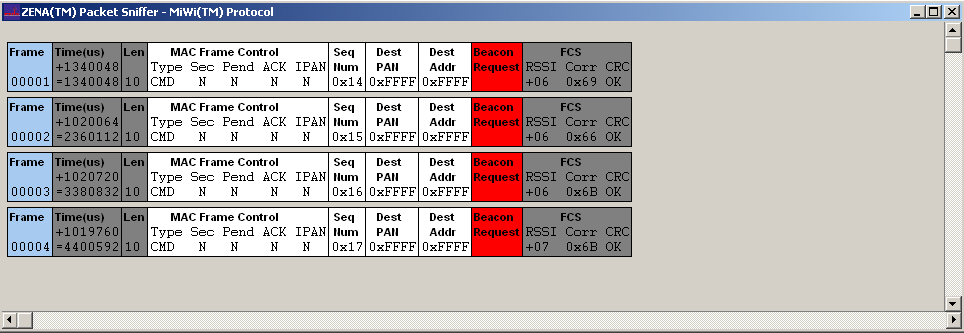 ZENA(TM) Packet Sniffer - MiWi(TM) Protocol
Frame Time(us) Len MAC Frame Control Seq Dest Dest Beacon FCS
+1340048 Type Sec Pend ACK IPAN Num PAN Addr Request RSSI Corr CRC
00001 =1340048 10 CMD N N N N 0x14 0xFFFF 0xFFFF +06 0x69 OK
Frame Time(us) Len MAC Frame Control Seq Dest Dest Beacon FCS
+1020064 Type Sec Pend ACK IPAN Num PAN Addr Request RSSI Corr CRC
00002 =2360112 10 CMD N N N N 0x15 0xFFFF 0xFFFF +06 0x66 OK
Frame Time(us) Len MAC Frame Control Seq Dest Dest Beacon FCS
+1020720 Type Sec Pend ACK IPAN Num PAN Addr Request RSSI Corr CRC
00003 =3380832 10 CMD N N N N 0x16 0xFFFF 0xFFFF +06 0x6B OK
Frame Time(us) Len MAC Frame Control Seq Dest Dest Beacon FCS
+1019760 Type Sec Pend ACK IPAN Num PAN Addr Request RSSI Corr CRC
00004 =4400592 10 CMD N N N N 0x17 0xFFFF 0xFFFF +07 0x6B OK